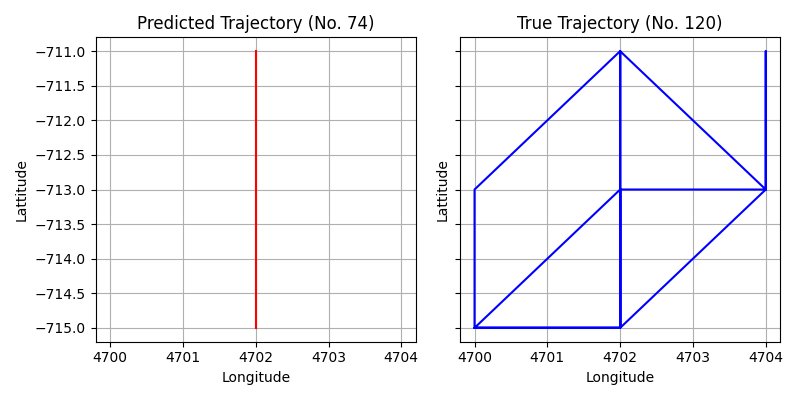 Predicted Trajectory (No. 74)
True Trajectory (No. 120)
−711.0
−711.5
−712.0
−712.5
−713.0
−713.5
−714.0
−714.5
−715.0
Lattitude
Lattitude
4700 4701 4702 4703 4704
4700 4701 4702 4703 4704
Longitude
Longitude